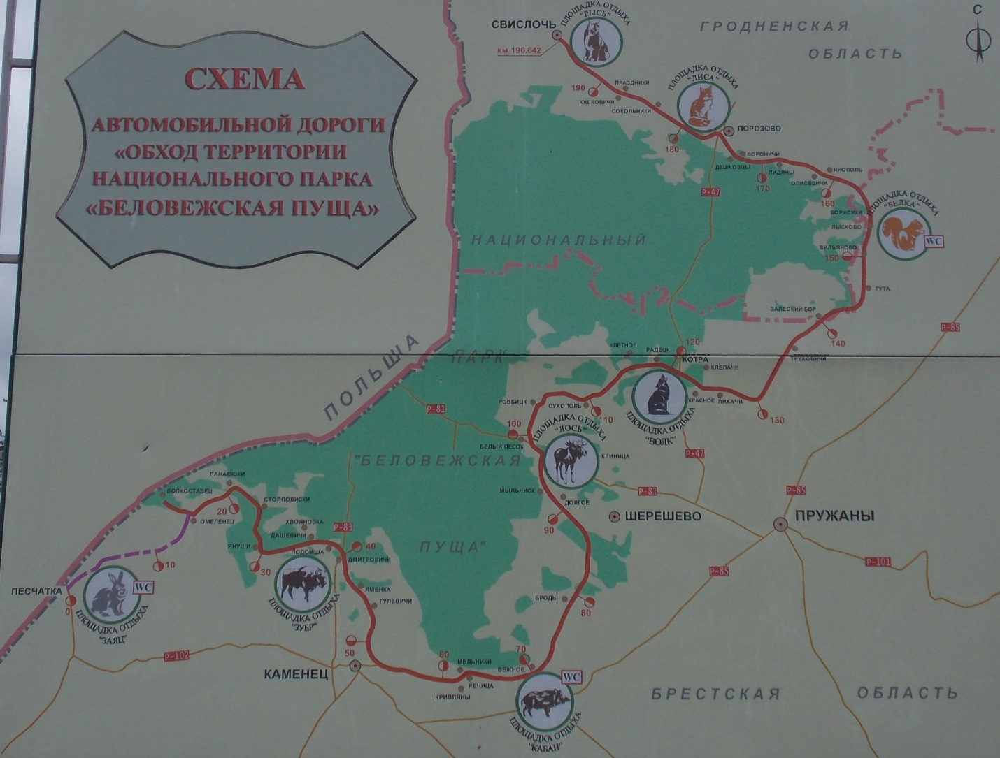 СХЕМА
АВТОМОБИЛЬНОЙ ДОРОГИ
«ОБХОД ТЕРРИТОРИИ
НАЦИОНАЛЬНОГО ПАРКА
«БЕЛОВЕЖСКАЯ ПУЩА»
СВИСЛОЧЬ
км 196.842
ПЛОЩАДКА ОТДЫХА
"РЫСЬ"
ГРОДНЕНСКАЯ
ОБЛАСТЬ
С
190
ПРАЗДНИКИ
ЮШКОВИЧИ
СОКОЛЬНИКИ
ПЛОЩАДКА ОТДЫХА
"ЛИСА"
ПОРОЗОВО
180
ВОРОНИЧИ
ДЕШКОВЦЫ
ЛИДЯНЫ
170
ЯНОПОЛЬ
ОЛИСЕВИЧИ
160
Р-47
БОРИСИКИ
ПЛОЩАДКА ОТДЫХА
"БЕЛКА"
WC
ЛЫСКОВО
ВИЛЬЯНОВО
150
ГУТА
НАЦИОНАЛЬНЫЙ
ЗАЛЕСКИЙ БОР
140
Р-85
ПОЛЬША
ПАРК
КЛЕТНОЕ
РАДЕЦК
120
КОТРА
КЛЕПАЧИ
ТРУХОВИЧИ
КРАСНОЕ
ЛИХАЧИ
130
ПЛОЩАДКА ОТДЫХА
"ВОЛК"
РОВБИЦК
СУХОПОЛЬ
110
Р-81
100
БЕЛЫЙ ЛЕСОК
ПЛОЩАДКА ОТДЫХА
"ЛОСЬ"
КРИНИЦА
Р-47
"БЕЛОВЕЖСКАЯ
МЫЛЬНИСК
ДОЛГОЕ
Р-81
Р-85
ШЕРЕШЕВО
ПРУЖАНЫ
90
ПУЩА"
ПАНАСЮКИ
ВОЛКОСТАВЕЦ
20
ОМЕЛЕНЕЦ
СТОЛПОВИСКИ
ХВОЯНОВКА
Р-83
ДАШЕВИЧИ
ЯНУШИ
ПОДОМША
40
ДМИТРОВИЧИ
10
30
Р-101
Р-85
ПЕСЧАТКА
0
WC
ПЛОЩАДКА ОТДЫХА
"ЗАЯЦ"
ПЛОЩАДКА ОТДЫХА
"ЗУБР"
ЯМЕНКА
ГУЛЕВИЧИ
БРОДЫ
80
Р-102
50
КАМЕНЕЦ
60
МЕЛЬНИКИ
70
ВЕЖНОЕ
РЕЧИЦА
КРИВЛЯНЫ
WC
ПЛОЩАДКА ОТДЫХА
"КАБАН"
БРЕСТСКАЯ
ОБЛАСТЬ